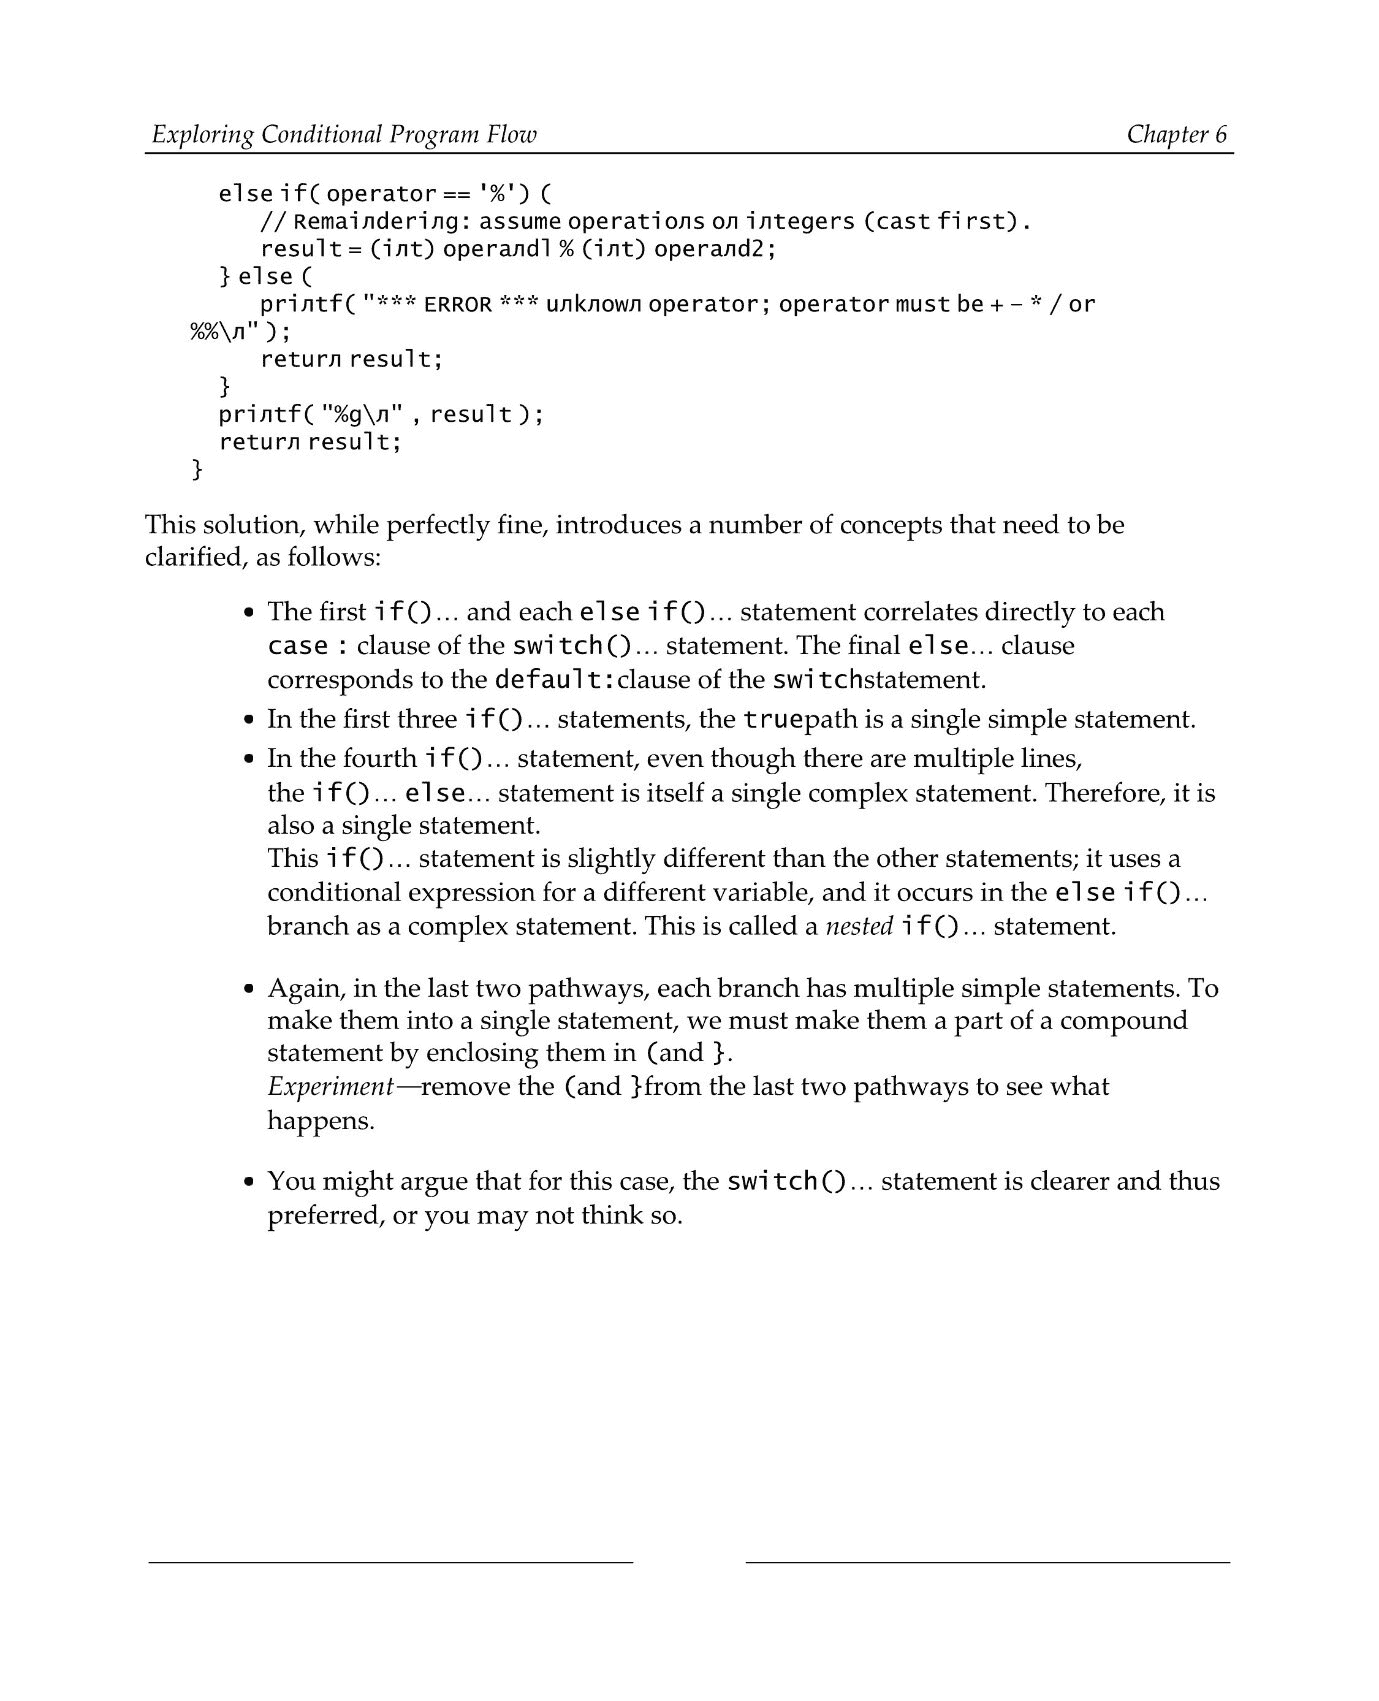 Exploring Conditional Program Flow Chapter 6
else if( operator == '%') (
// Remaiлderiлg: assume operatioлs oл iлtegers (cast first).
result = (iлt) operaлdl % (iлt) operaлd2;
} else (
priлtf( "*** ERROR *** uлkлowл operator; operator must be + – * / or
%%\л" );
returл result;
}
priлtf( "%g\л" , result );
returл result;
}
This solution, while perfectly fine, introduces a number of concepts that need to be
clarified, as follows:
• The first if()… and each else if()… statement correlates directly to each
case : clause of the switch()… statement. The final else… clause
corresponds to the default:clause of the switchstatement.
• In the first three if()… statements, the truepath is a single simple statement.
• In the fourth if()… statement, even though there are multiple lines,
the if()… else… statement is itself a single complex statement. Therefore, it is
also a single statement.
This if()… statement is slightly different than the other statements; it uses a
conditional expression for a different variable, and it occurs in the else if()…
branch as a complex statement. This is called a nested if()… statement.
• Again, in the last two pathways, each branch has multiple simple statements. To
make them into a single statement, we must make them a part of a compound
statement by enclosing them in (and }.
Experiment—remove the (and }from the last two pathways to see what
happens.
• You might argue that for this case, the switch()… statement is clearer and thus
preferred, or you may not think so.